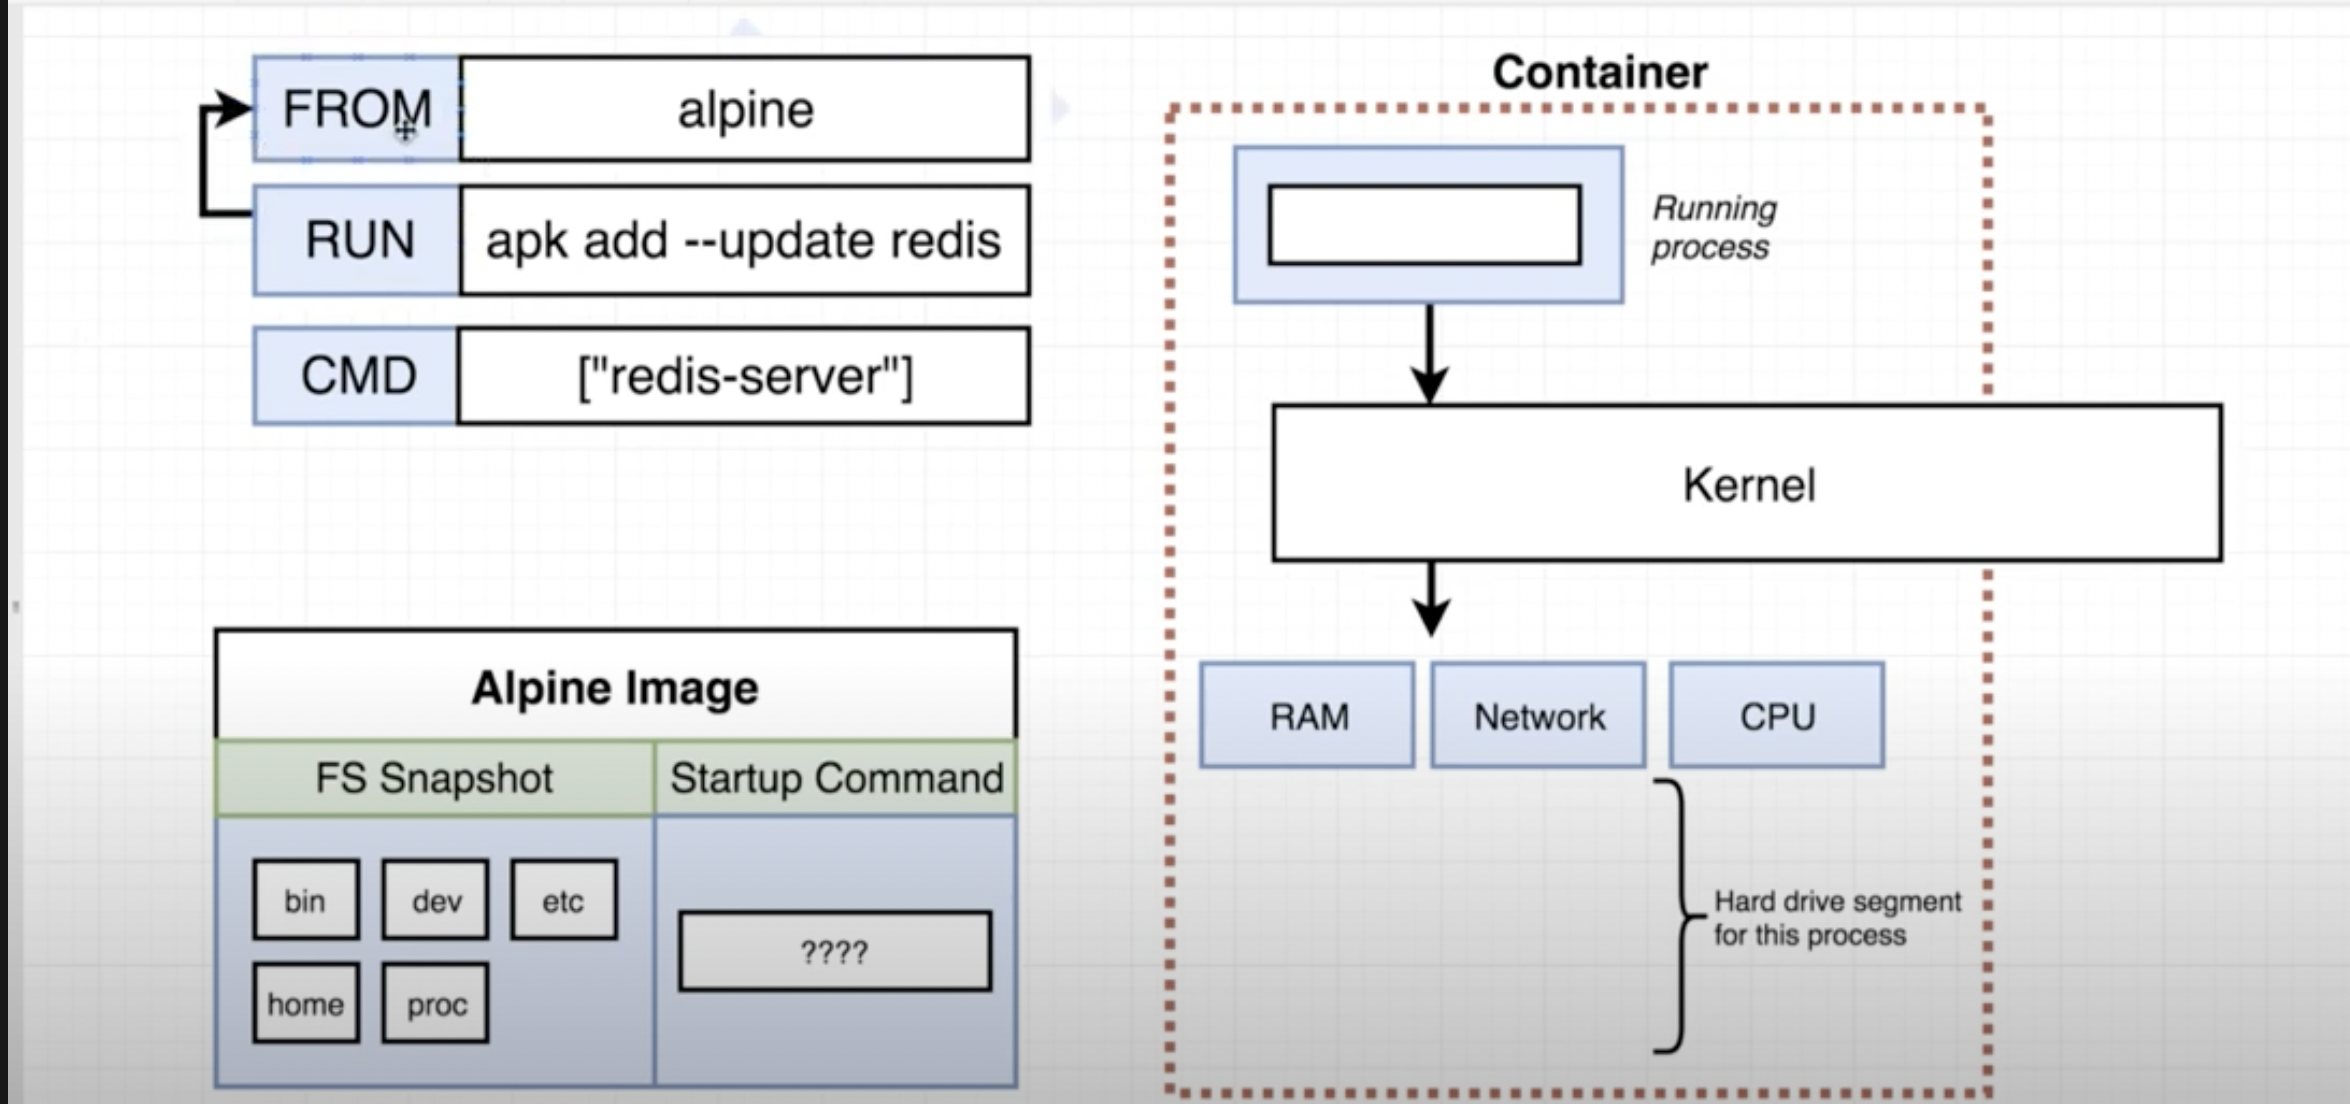 FROM
alpine
RUN
apk add --update redis
CMD
["redis-server"]
Alpine Image
FS Snapshot
Startup Command
bin
dev
etc
home
proc
????
Container
Running
process
Kernel
RAM
Network
CPU
Hard drive segment
for this process